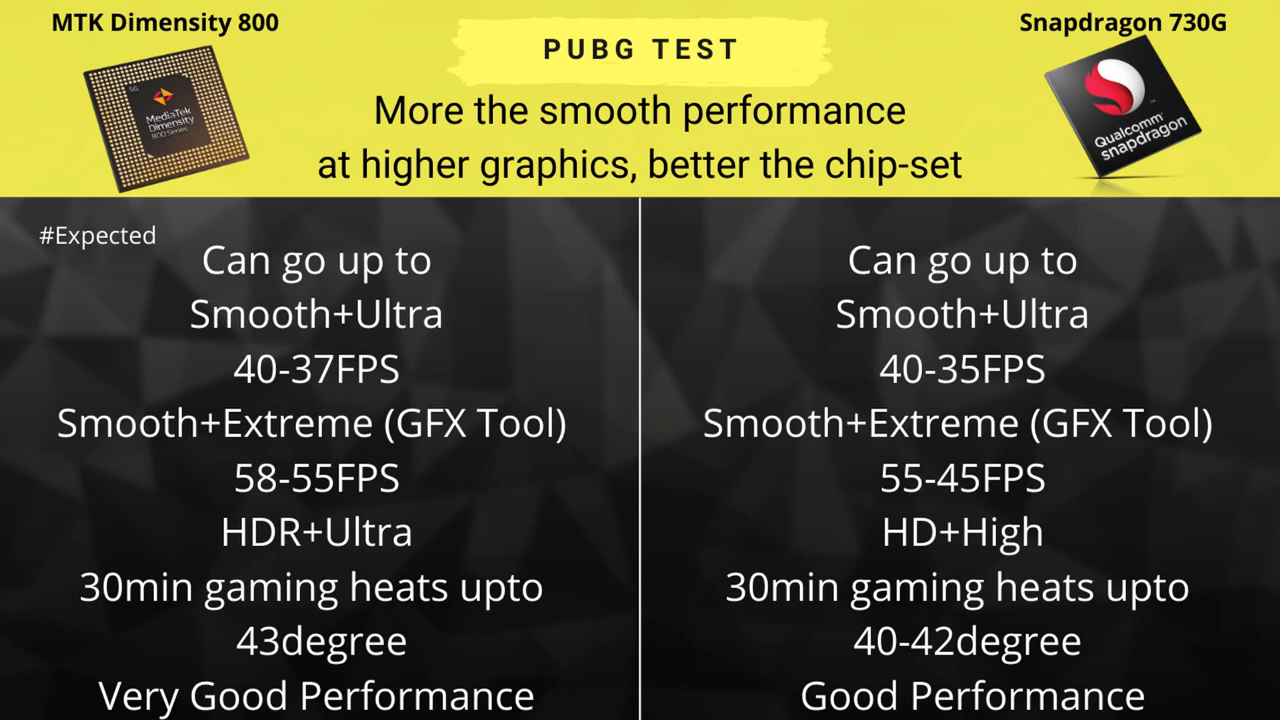 MTK Dimensity 800
Snapdragon 730G
PUBG TEST
More the smooth performance
at higher graphics, better the chip-set
5G
MediaTek
Dimensity
800 Series
Qualcomm
snapdragon
#Expected
Can go up to
Smooth+Ultra
40-37FPS
Smooth+Extreme (GFX Tool)
58-55FPS
HDR+Ultra
30min gaming heats upto
43degree
Very Good Performance
Can go up to
Smooth+Ultra
40-35FPS
Smooth+Extreme (GFX Tool)
55-45FPS
HD+High
30min gaming heats upto
40-42degree
Good Performance